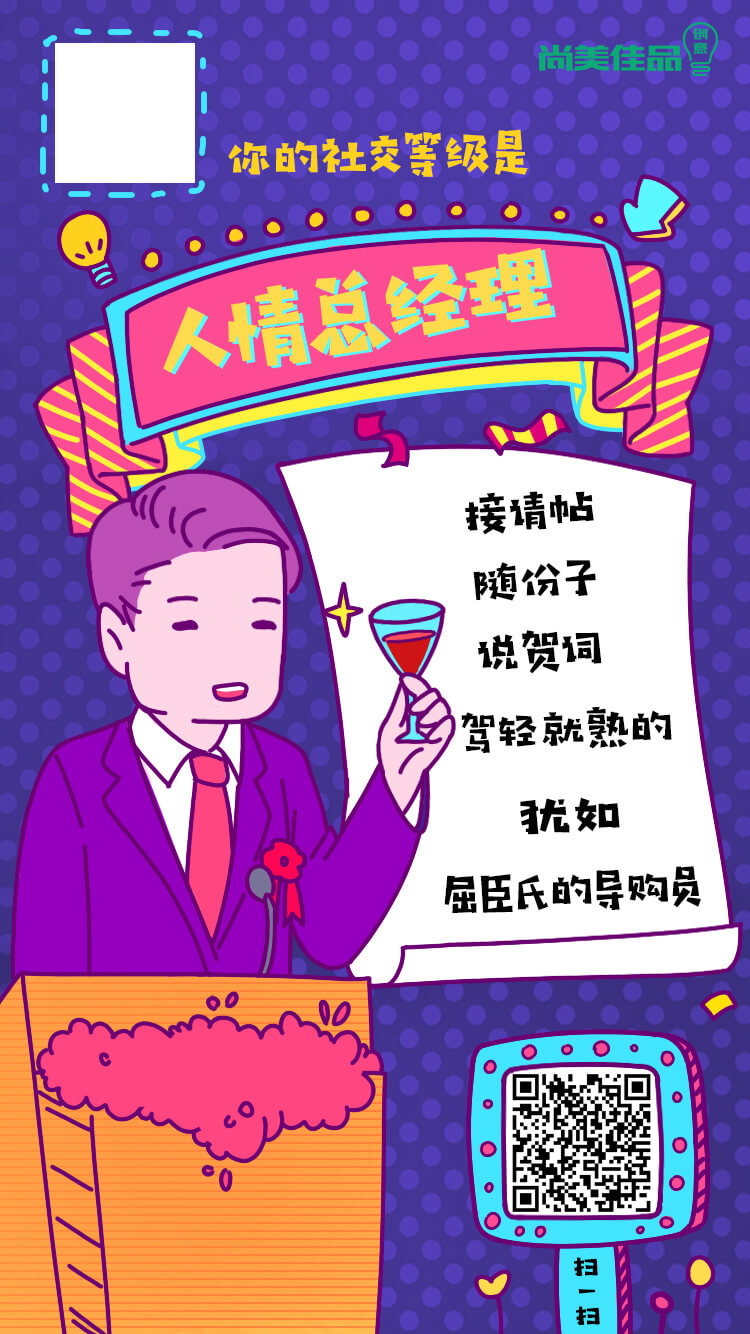 尚美佳品
创意
你的社交等级是
人情总经理
接请帖
随份子
说贺词
驾轻就熟的
犹如
屈臣氏的导购员
扫一扫